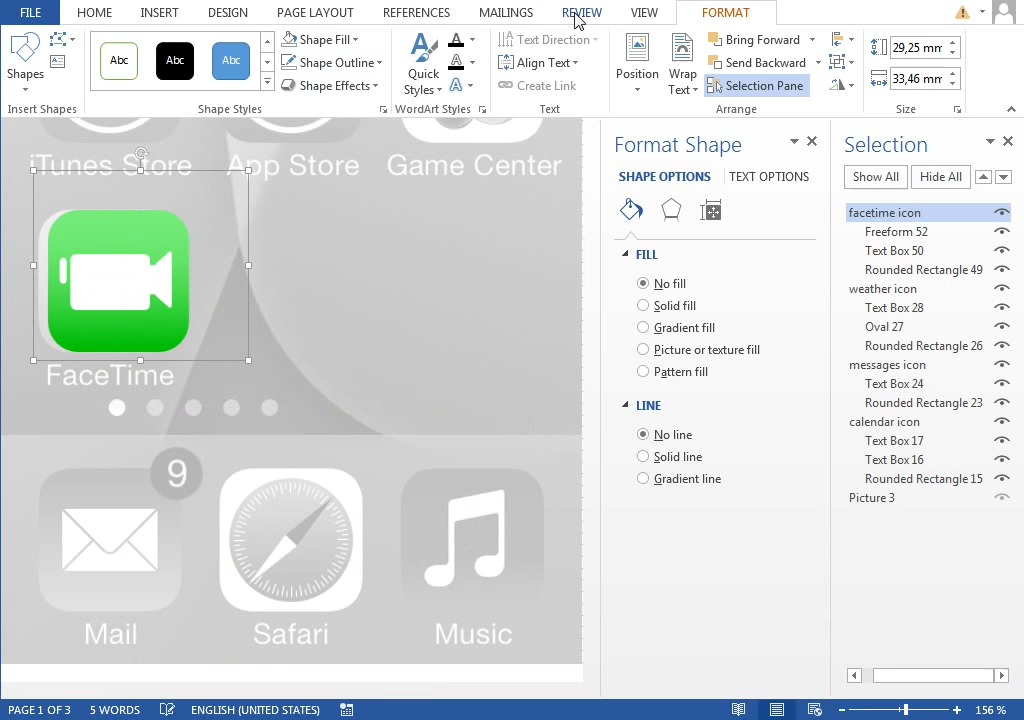 FILE HOME INSERT DESIGN PAGE LAYOUT REFERENCES MAILINGS REVIEW VIEW FORMAT
Shapes
Insert Shapes
Abc Abc Abc
Shape Fill
Shape Outline
Shape Effects
Shape Styles
Quick
Styles
A A A A
WordArt Styles
Text Direction
Align Text
Create Link
Text
Position
Wrap
Text
Bring Forward
Send Backward
Selection Pane
Arrange
29,25 mm
33,46 mm
Size
iTunes Store App Store Game Center
FaceTime
9
Mail Safari Music
Format Shape
SHAPE OPTIONS TEXT OPTIONS
FILL
No fill
Solid fill
Gradient fill
Picture or texture fill
Pattern fill
LINE
No line
Solid line
Gradient line
Selection
Show All Hide All
facetime icon
Freeform 52
Text Box 50
Rounded Rectangle 49
weather icon
Text Box 28
Oval 27
Rounded Rectangle 26
messages icon
Text Box 24
Rounded Rectangle 23
calendar icon
Text Box 17
Text Box 16
Rounded Rectangle 15
Picture 3
PAGE 1 OF 3 5 WORDS ENGLISH (UNITED STATES) 156 %